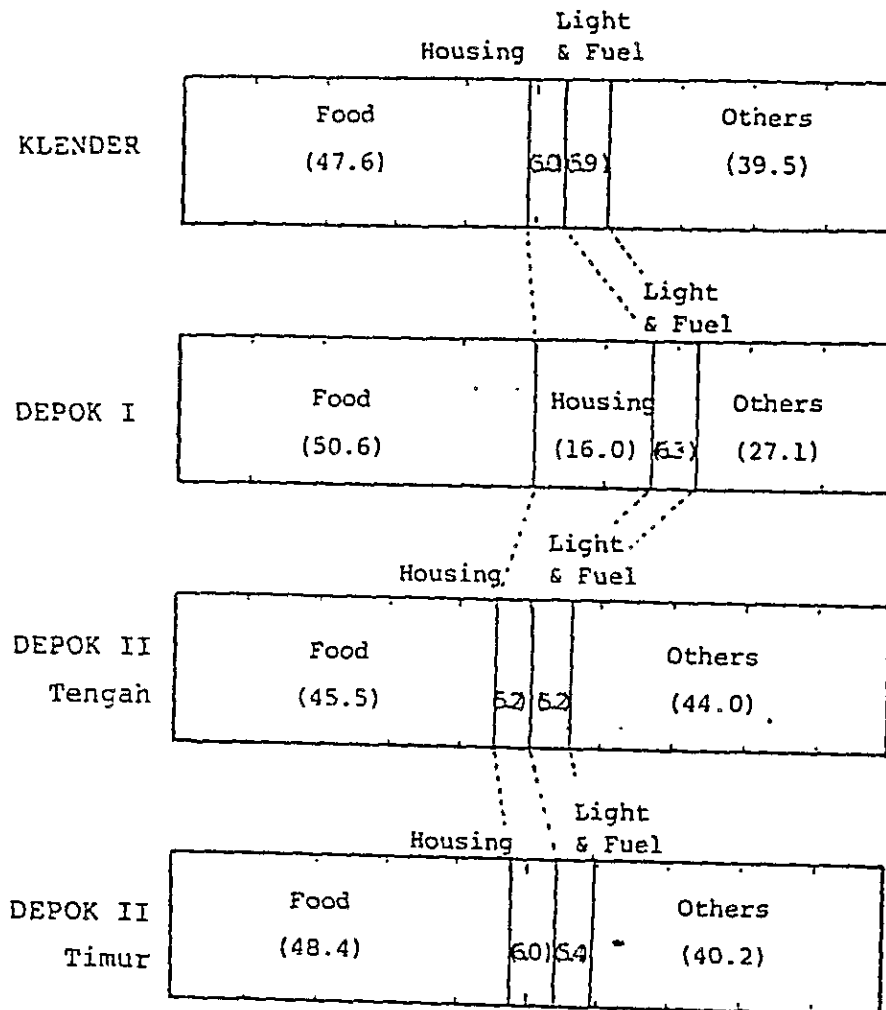 Light
Housing & Fuel
KLENDER
Food Others
(47.6) (6.0) (6.9) (39.5)
Light
& Fuel
DEPOK I
Food Housing Others
(50.6) (16.0) (6.3) (27.1)
Light
Housing & Fuel
DEPOK II
Tengah
Food Others
(45.5) (5.2) (5.2) (44.0)
Light
Housing & Fuel
DEPOK II
Timur
Food Others
(48.4) (6.0) (5.4) (40.2)